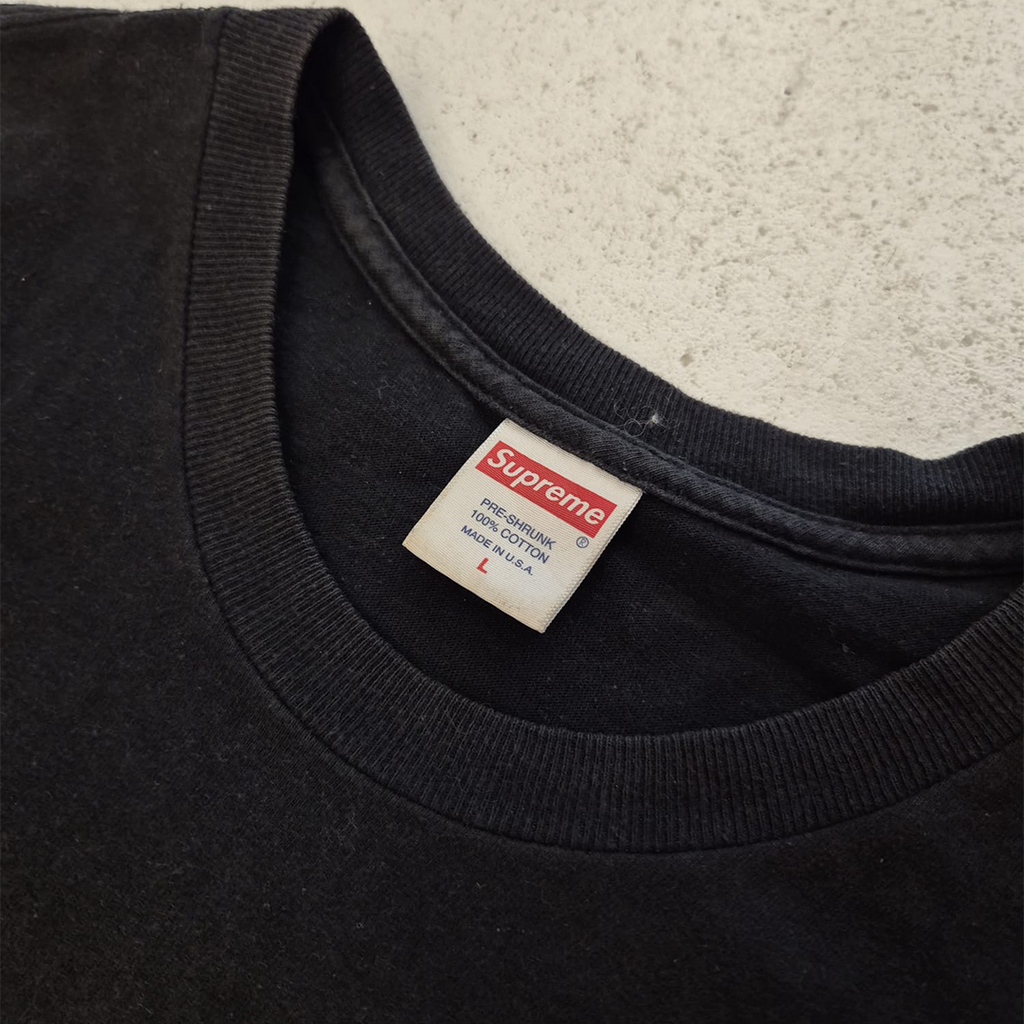 Supreme
®
PRE-SHRUNK
100% COTTON
MADE IN U.S.A.
L